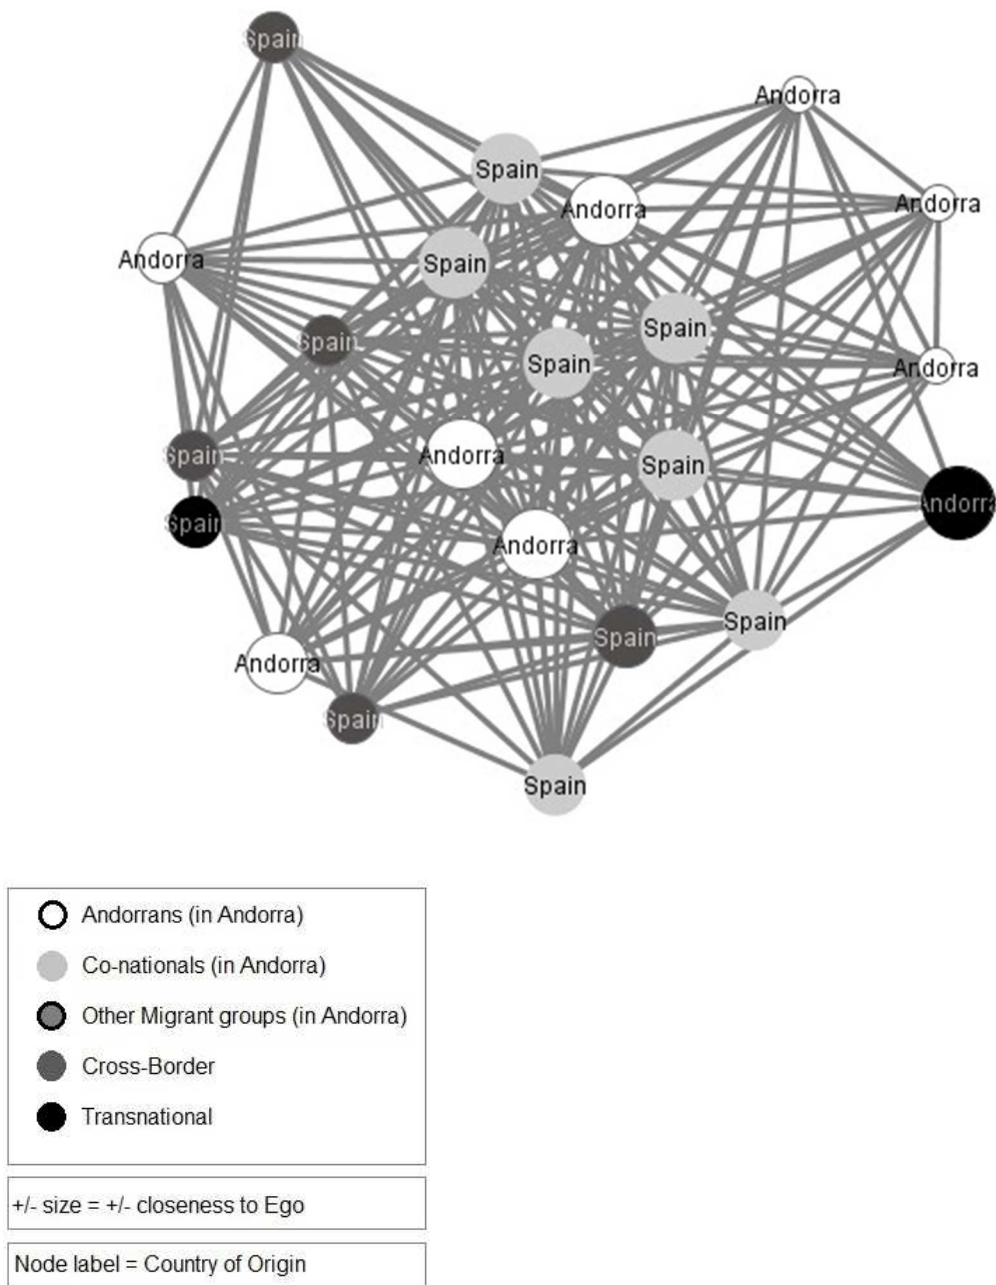 Spain
Andorra
Spain
Andorra
Andorra
Andorra
Spain
Spain
Spain
Spain
Andorra
Spain
Andorra
Spain
Andorra
Spain
Andorra
Spain
Spain
Spain
Andorra
Spain
Spain
Andorrans (in Andorra)
Co-nationals (in Andorra)
Other Migrant groups (in Andorra)
Cross-Border
Transnational
+/- size = +/- closeness to Ego
Node label = Country of Origin